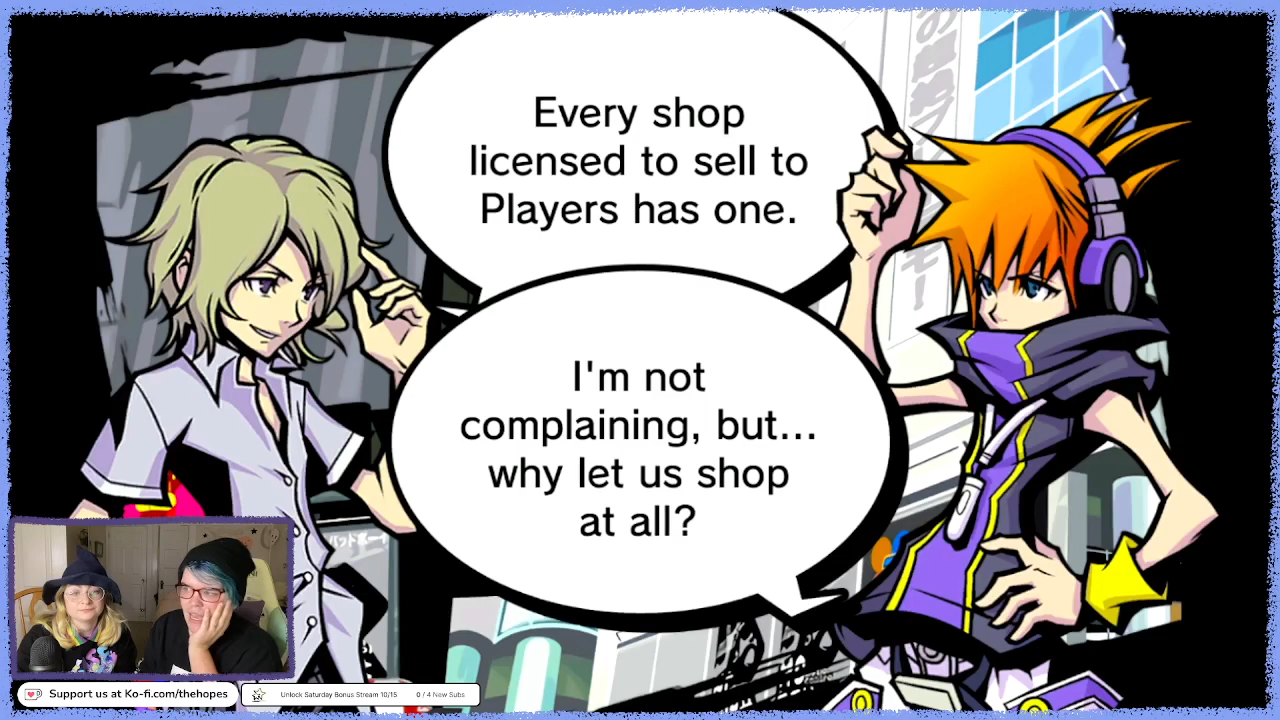 Every shop
licensed to sell to
Players has one.
I'm not
complaining, but...
why let us shop
at all?
Support us at Ko-fi.com/thehopes
Unlock Saturday Bonus Stream 10/15
0 / 4 New Subs